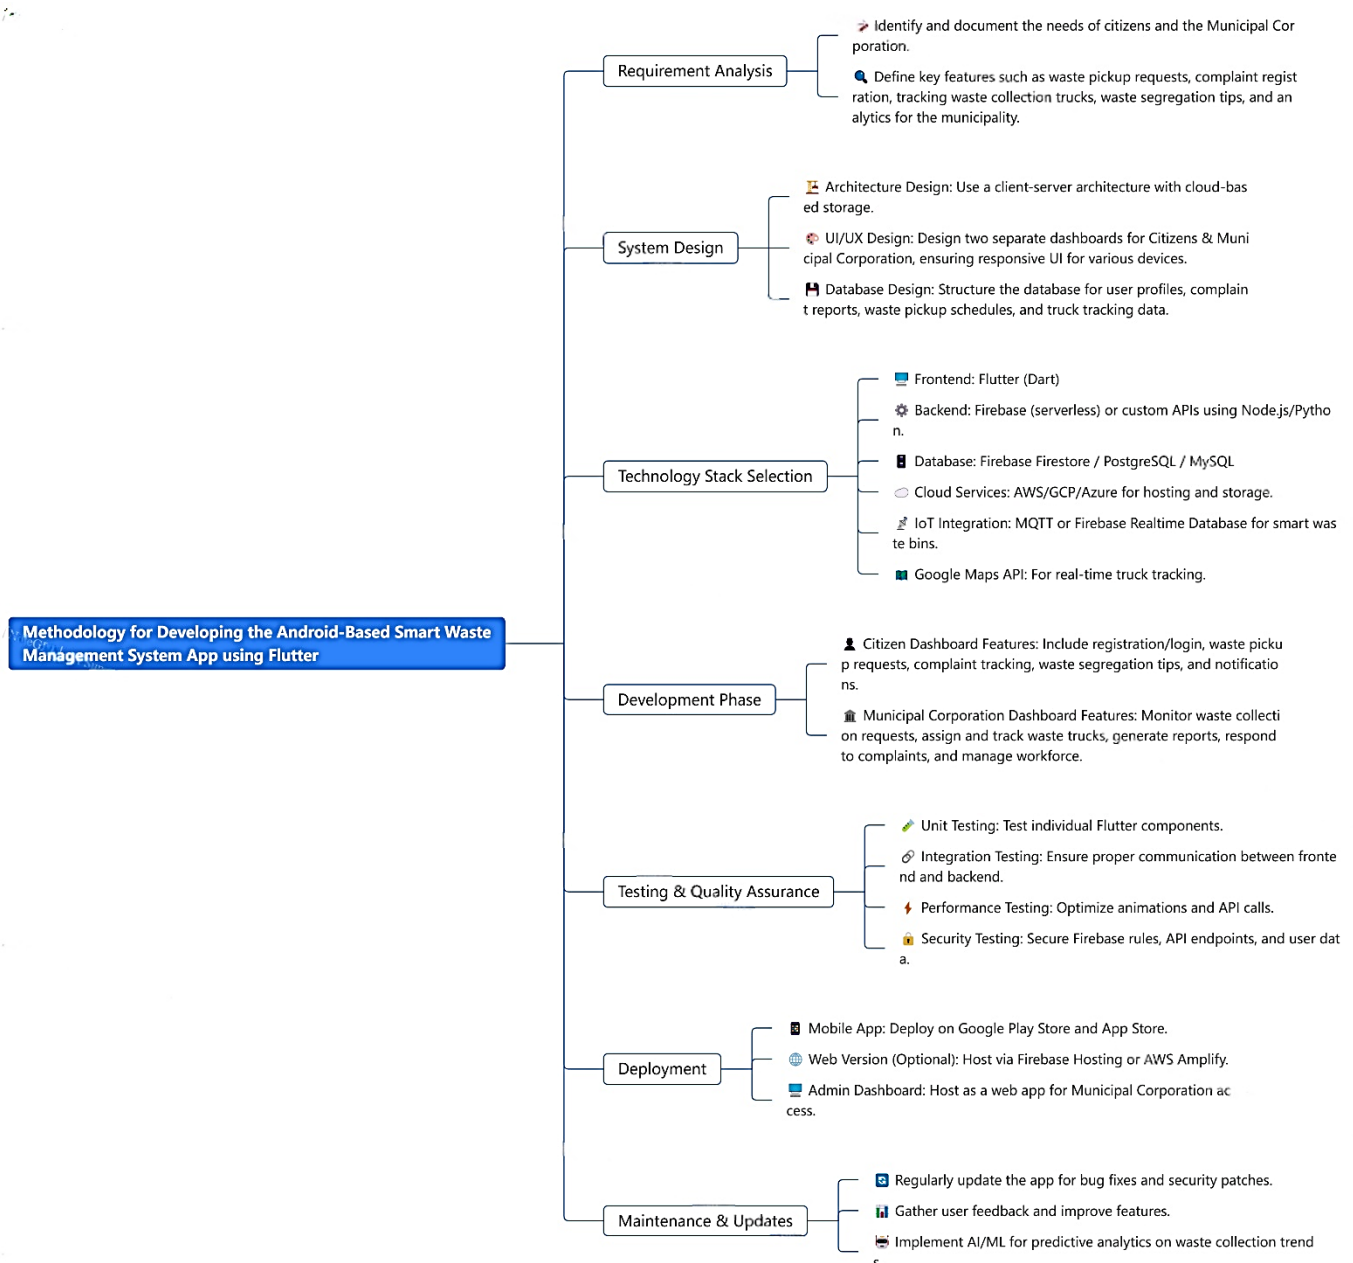 Methodology for Developing the Android-Based Smart Waste
Management System App using Flutter
Requirement Analysis
Identify and document the needs of citizens and the Municipal Cor
poration.
Define key features such as waste pickup requests, complaint regist
ration, tracking waste collection trucks, waste segregation tips, and an
alytics for the municipality.
System Design
Architecture Design: Use a client-server architecture with cloud-bas
ed storage.
UI/UX Design: Design two separate dashboards for Citizens & Muni
cipal Corporation, ensuring responsive UI for various devices.
Database Design: Structure the database for user profiles, complain
t reports, waste pickup schedules, and truck tracking data.
Technology Stack Selection
Frontend: Flutter (Dart)
Backend: Firebase (serverless) or custom APIs using Node.js/Pytho
n.
Database: Firebase Firestore / PostgreSQL / MySQL
Cloud Services: AWS/GCP/Azure for hosting and storage.
IoT Integration: MQTT or Firebase Realtime Database for smart was
te bins.
Google Maps API: For real-time truck tracking.
Development Phase
Citizen Dashboard Features: Include registration/login, waste picku
p requests, complaint tracking, waste segregation tips, and notificatio
ns.
Municipal Corporation Dashboard Features: Monitor waste collecti
on requests, assign and track waste trucks, generate reports, respond
to complaints, and manage workforce.
Testing & Quality Assurance
Unit Testing: Test individual Flutter components.
Integration Testing: Ensure proper communication between fronte
nd and backend.
Performance Testing: Optimize animations and API calls.
Security Testing: Secure Firebase rules, API endpoints, and user dat
a.
Deployment
Mobile App: Deploy on Google Play Store and App Store.
Web Version (Optional): Host via Firebase Hosting or AWS Amplify.
Admin Dashboard: Host as a web app for Municipal Corporation ac
cess.
Maintenance & Updates
Regularly update the app for bug fixes and security patches.
Gather user feedback and improve features.
Implement AI/ML for predictive analytics on waste collection trend
s.